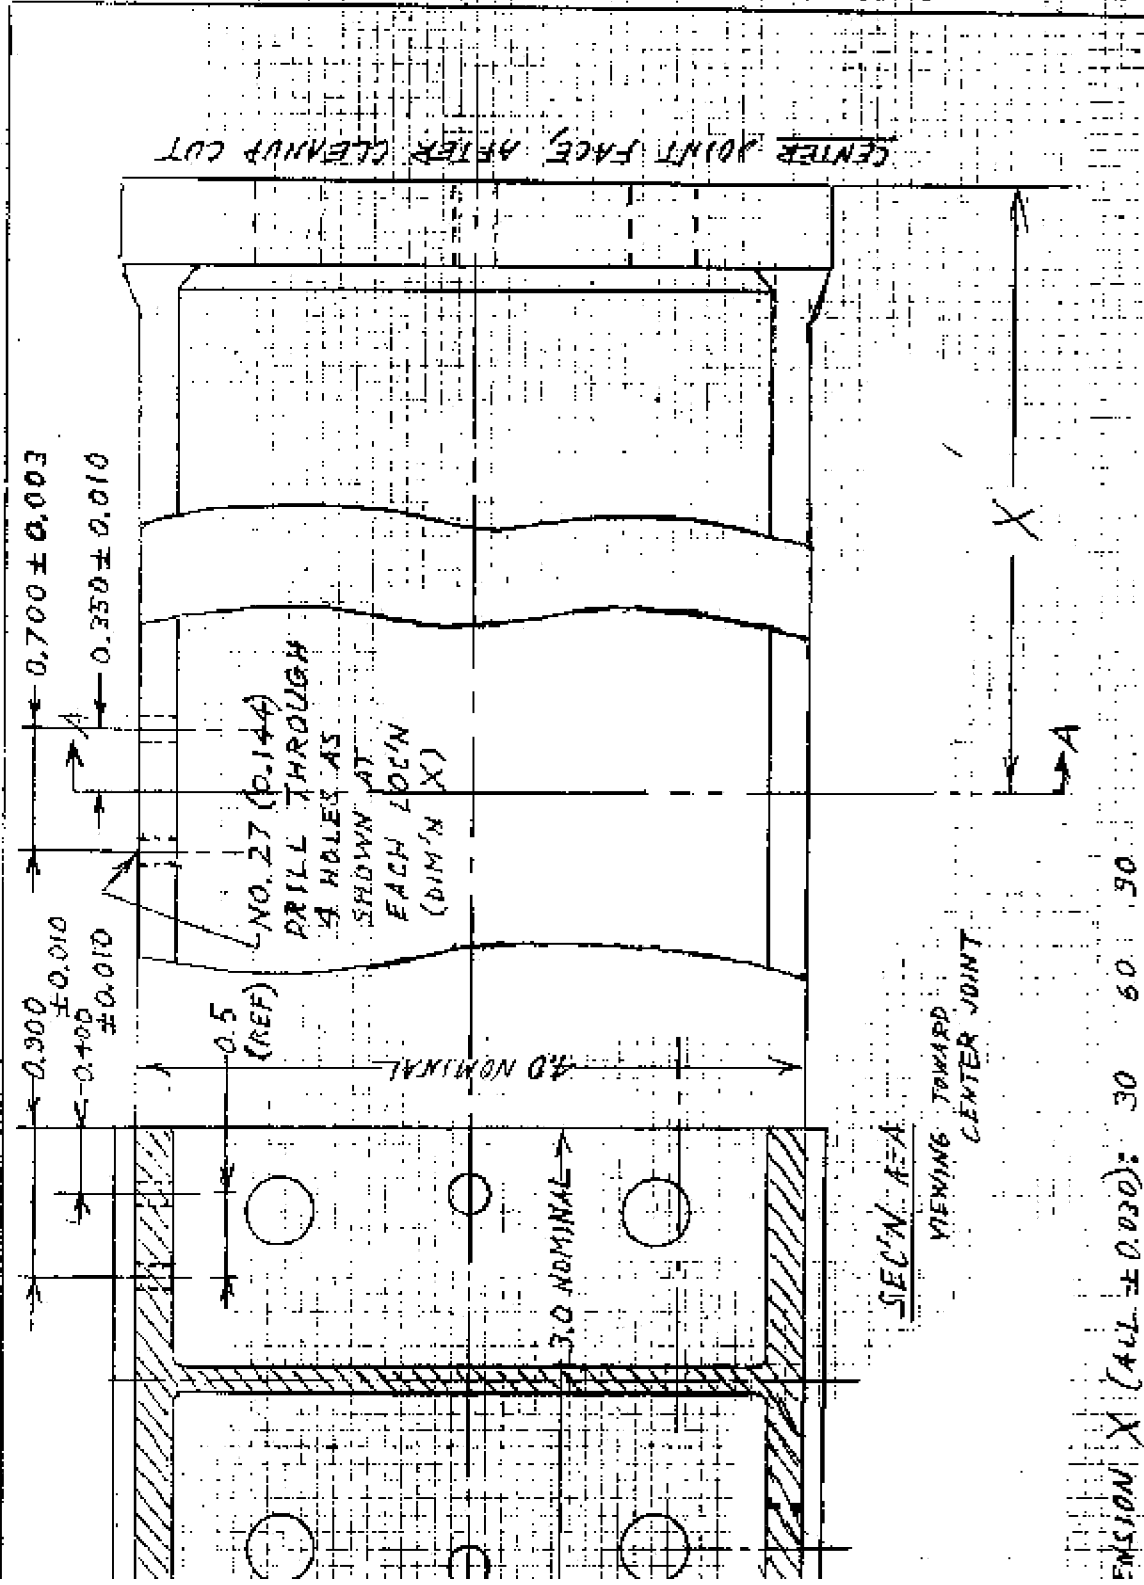 CENTER JOINT FACE, AFTER CLEANUP CUT
0.700 ± 0.003
0.350 ± 0.010
A
NO. 27 (0.144)
DRILL THROUGH
4 HOLES AS
SHOWN AT
EACH LOC'N
(DIM'N X)
X
A
0.900
±0.010
0.400
±0.010
0.5
(REF)
4.0 NOMINAL
3.0 NOMINAL
SEC'N A-A
VIEWING TOWARD
CENTER JOINT
ENSION X (ALL ±0.030): 30 60 90